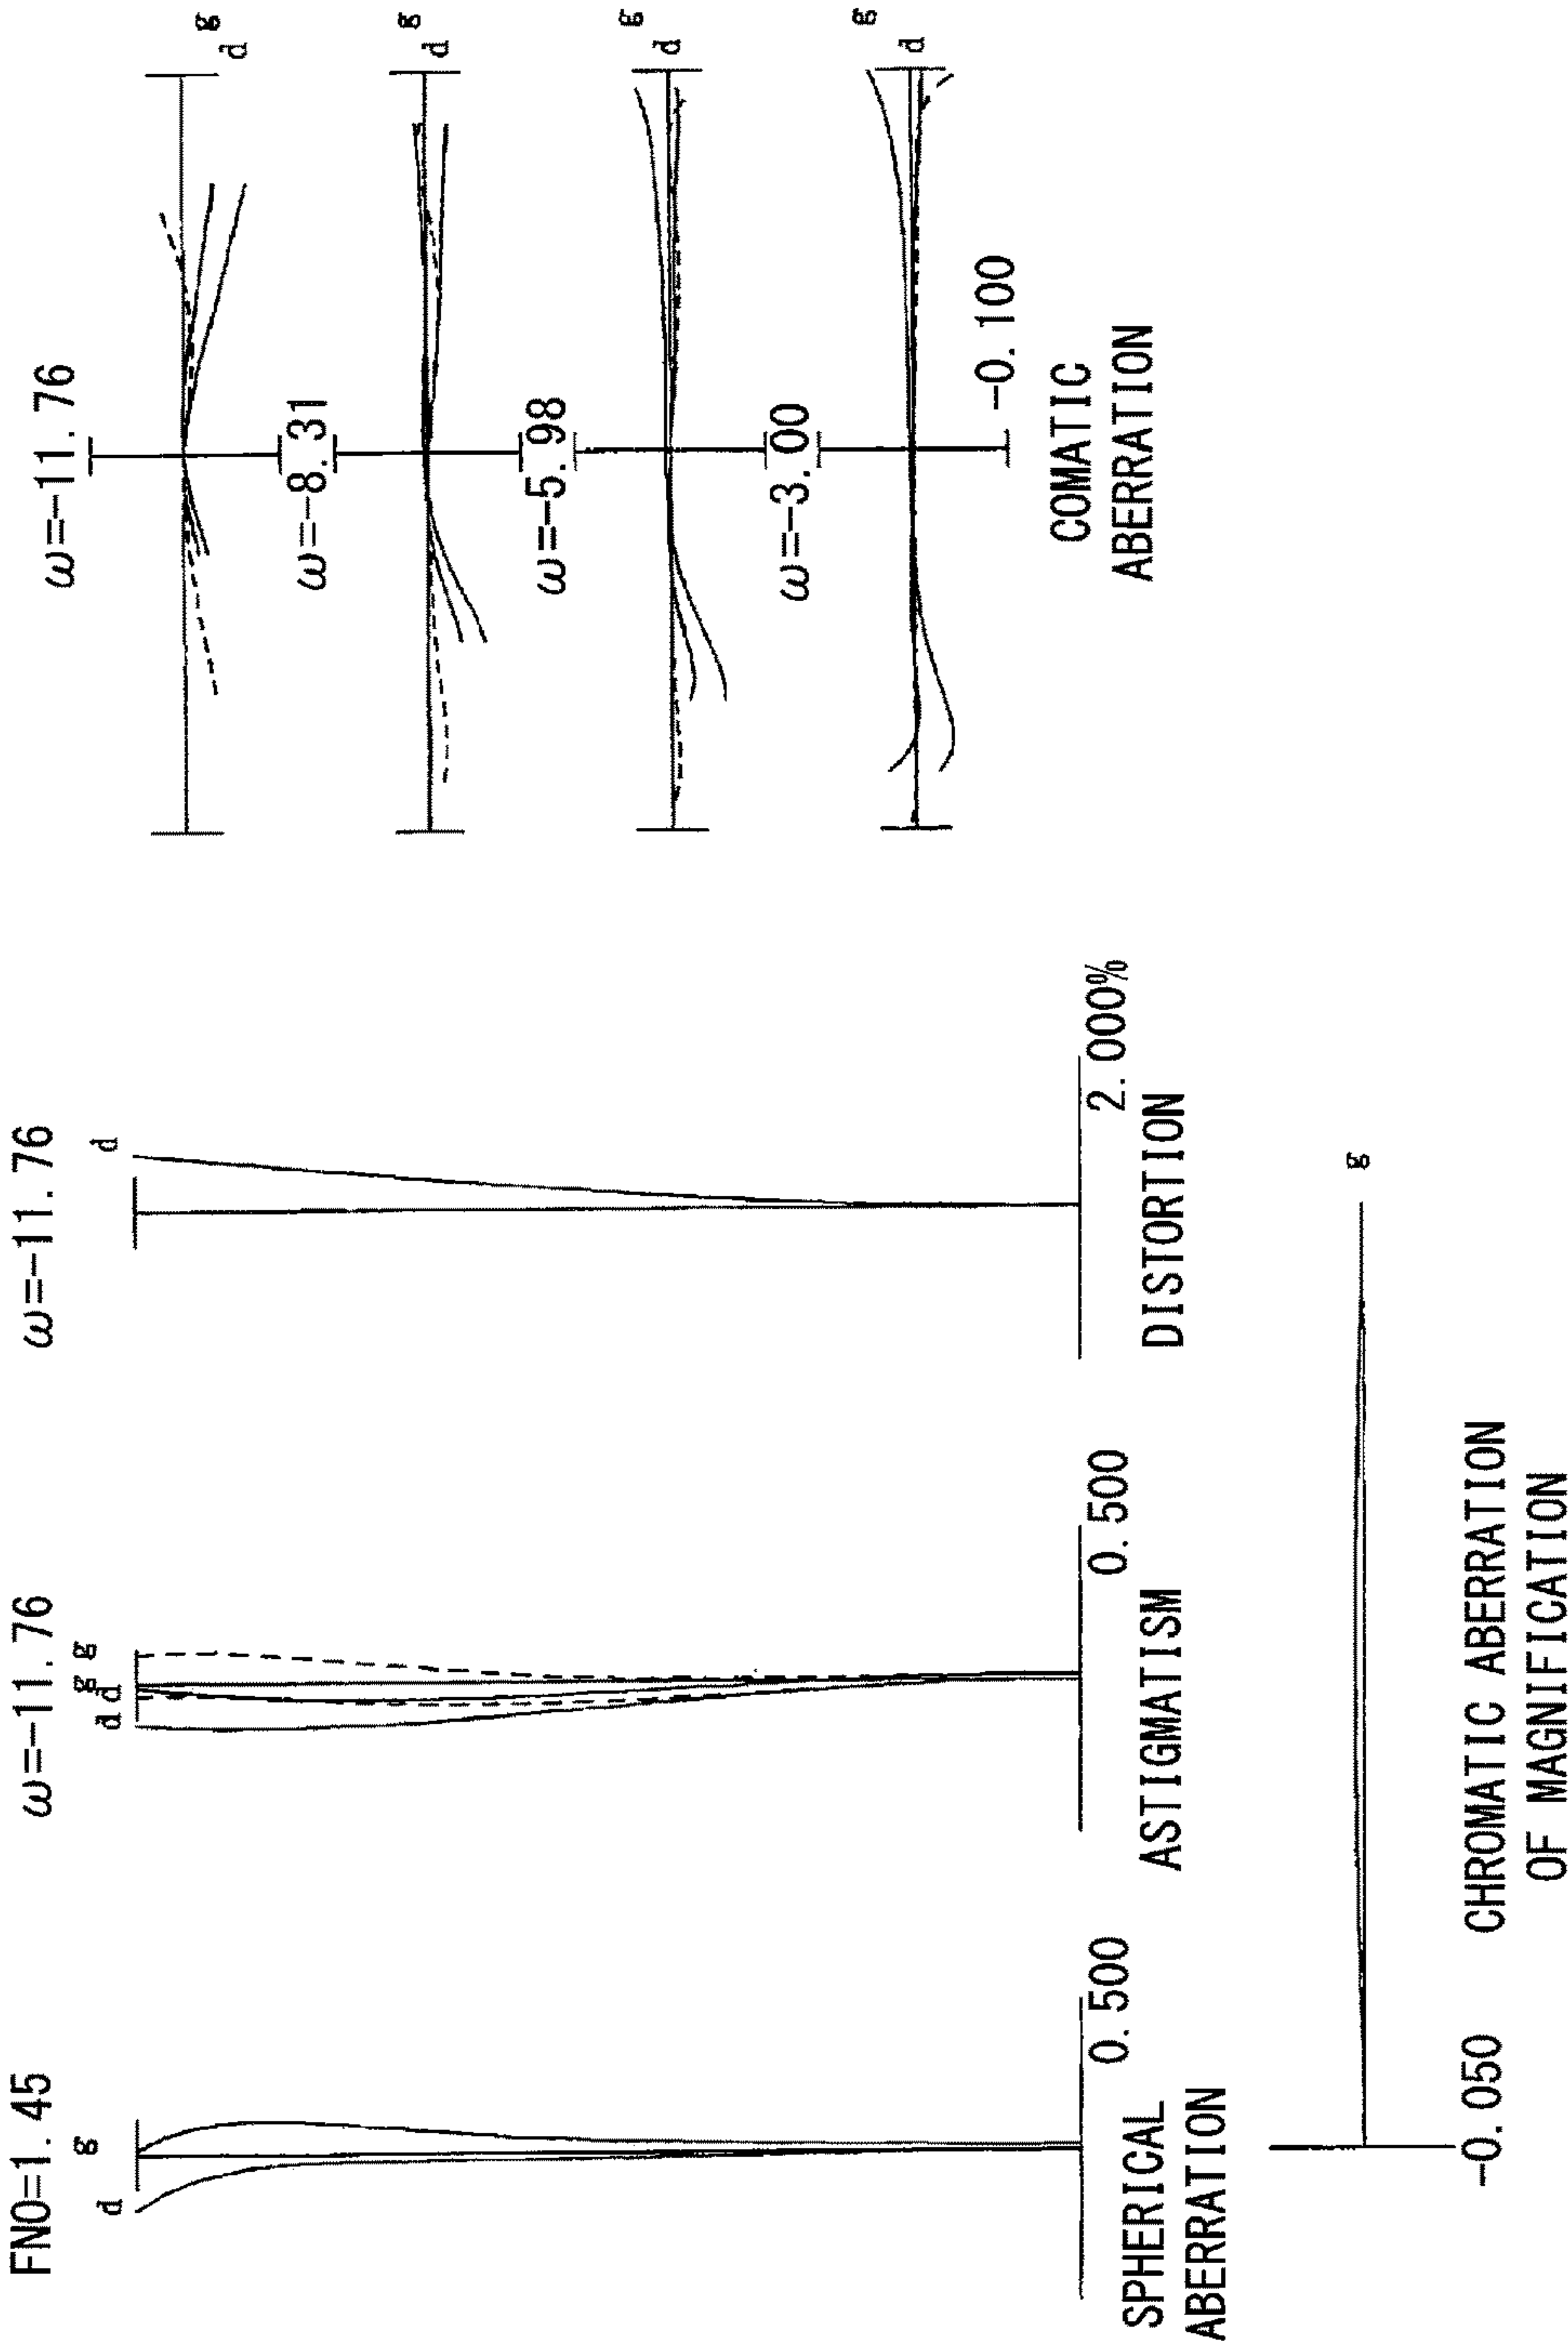 FNO=1.45
d
g
0.500
SPHERICAL
ABERRATION
ω=-11.76
d
d
g
g
0.500
ASTIGMATISM
ω=-11.76
d
2.000%
DISTORTION
ω=-11.76
g
d
ω=-8.31
g
d
ω=-5.98
g
d
ω=-3.00
g
d
-0.100
COMATIC
ABERRATION
g
-0.050
CHROMATIC ABERRATION
OF MAGNIFICATION